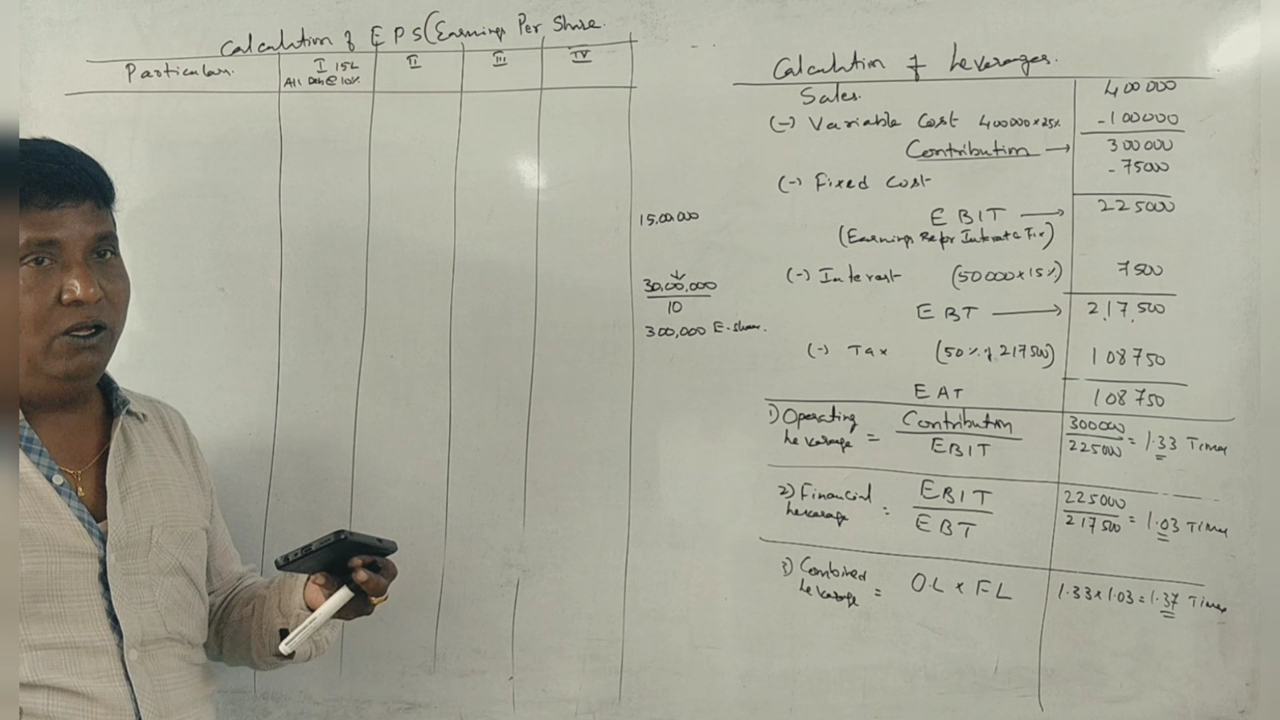 Calculation of EPS (Earnings Per Share.
Particulars. I 15L II III IV
All Deb @ 10%
15,00,000
30,00,000
10
300,000 E-share.
Calculation of Leverages.
Sales. 400000
(-) Variable Cost 400000×25% -100000
Contribution → 300000
(-) Fixed Cost -75000
EBIT → 225000
(Earnings Before Interest & Tax)
(-) Interest (50000×15%) 7500
EBT → 2,17,500
(-) Tax (50% of 217500) 108750
EAT 108750
1) Operating Leverage = Contribution / EBIT 300000 / 225000 = 1.33 Times
2) Financial Leverage = EBIT / EBT 225000 / 217500 = 1.03 Times
3) Combined Leverage = O.L × F L 1.33×1.03 = 1.37 Times